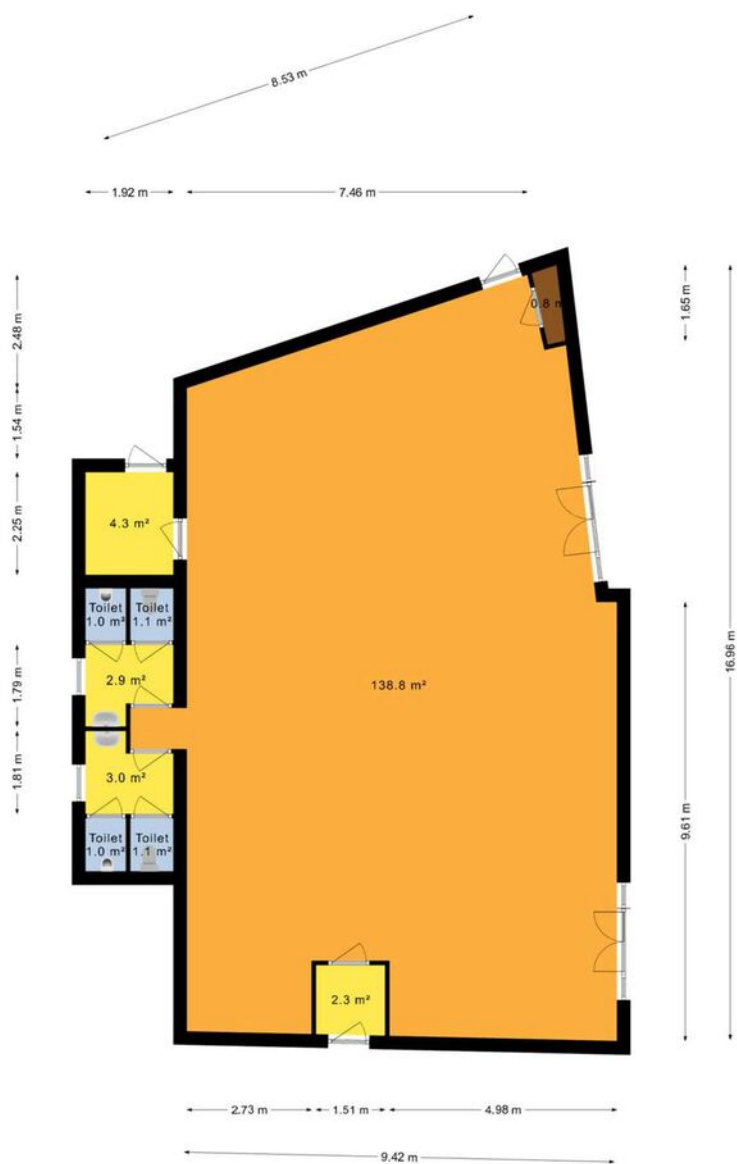 8.53 m
1.92 m
7.46 m
2.48 m
1.54 m
2.25 m
1.79 m
1.81 m
1.65 m
16.96 m
9.61 m
0.8 m
4.3 m²
Toilet
1.0 m²
Toilet
1.1 m²
2.9 m²
138.8 m²
3.0 m²
Toilet
1.0 m²
Toilet
1.1 m²
2.3 m²
2.73 m
1.51 m
4.98 m
9.42 m